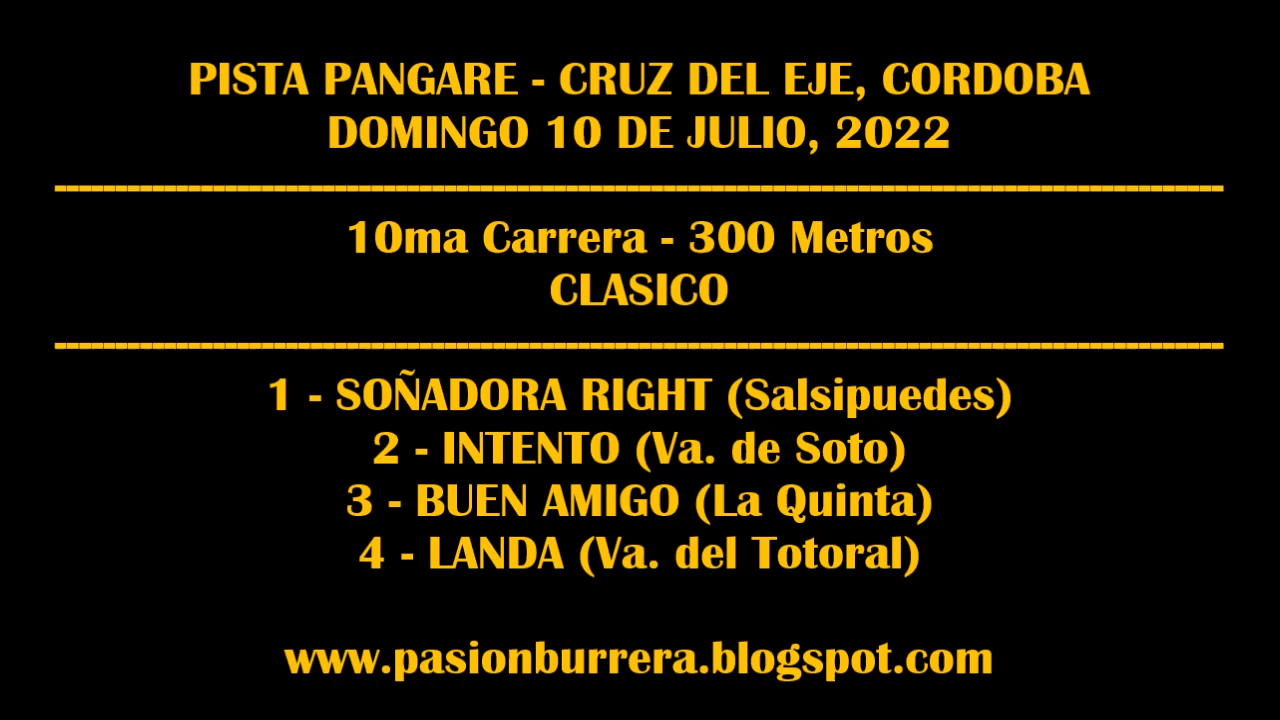 PISTA PANGARE - CRUZ DEL EJE, CORDOBA
DOMINGO 10 DE JULIO, 2022
10ma Carrera - 300 Metros
CLASICO
1 - SOÑADORA RIGHT (Salsipuedes)
2 - INTENTO (Va. de Soto)
3 - BUEN AMIGO (La Quinta)
4 - LANDA (Va. del Totoral)
www.pasionburrera.blogspot.com